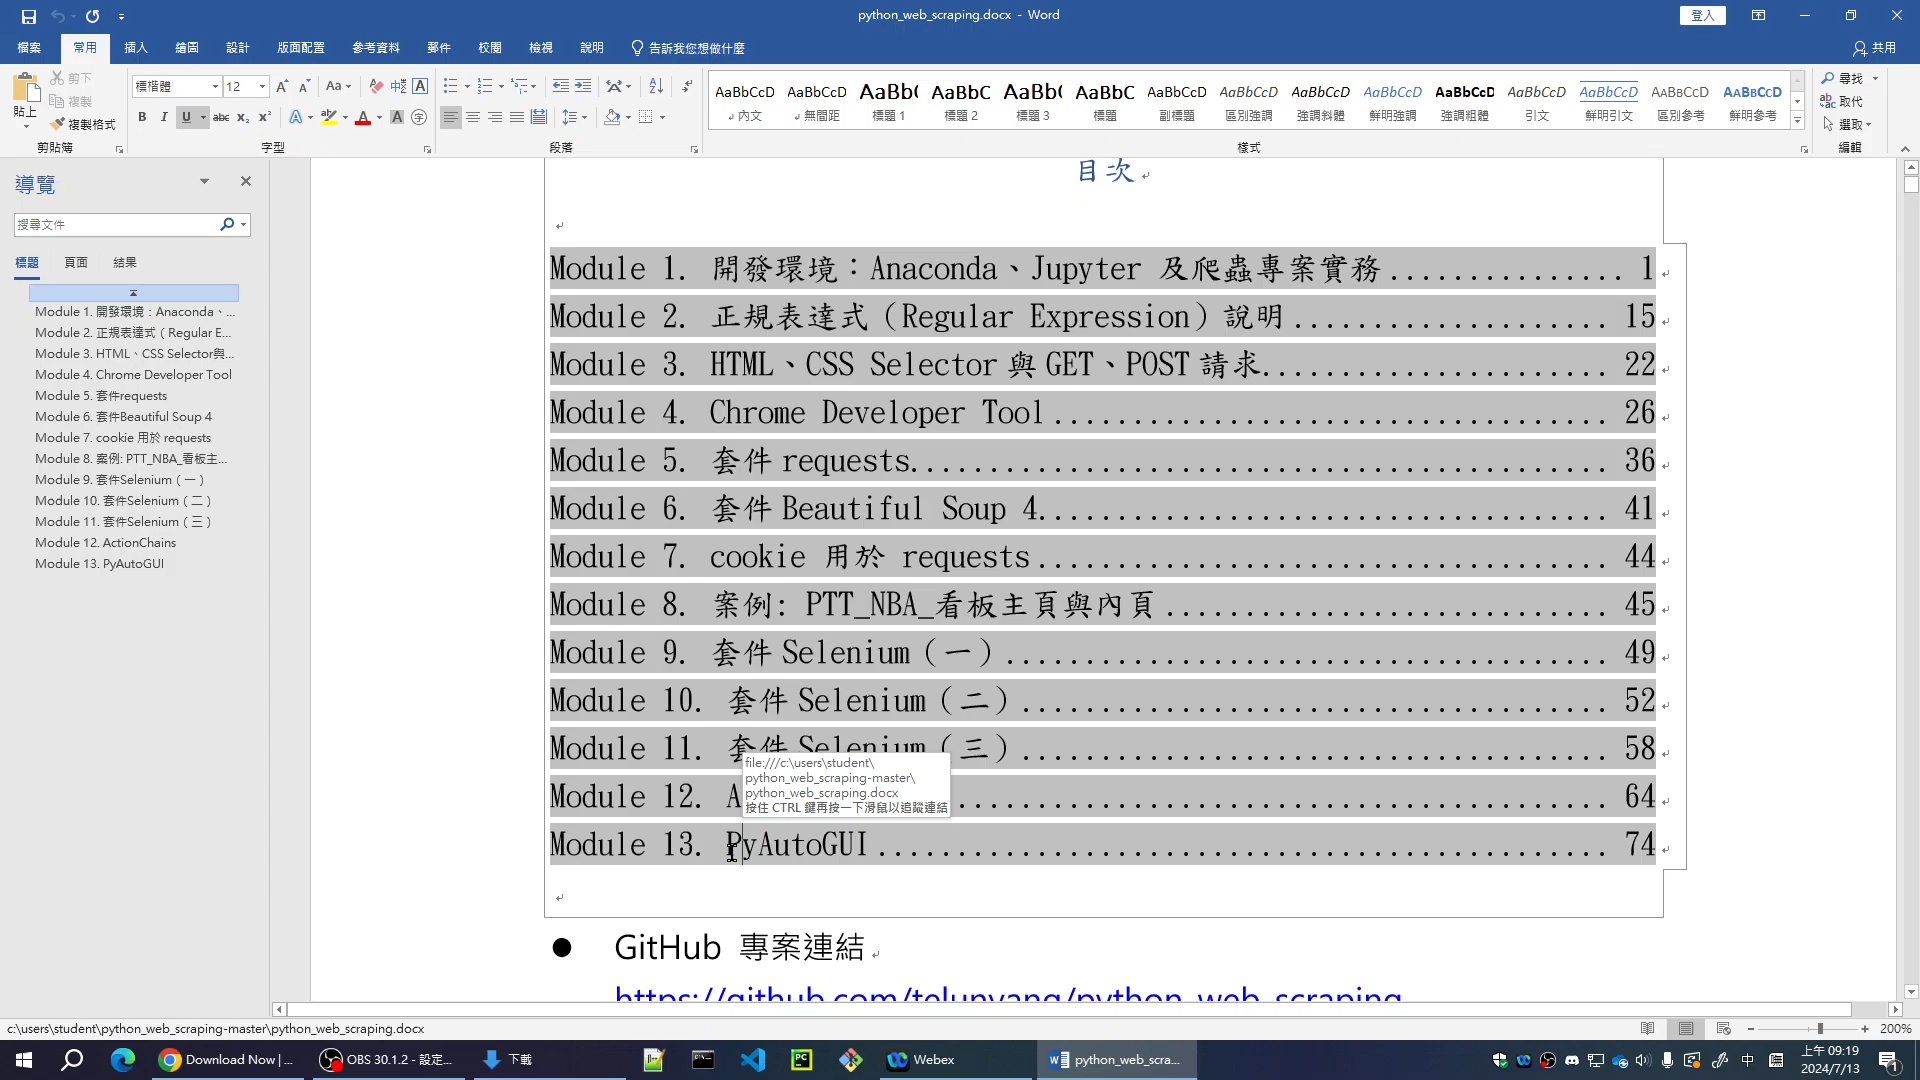 python_web_scraping.docx - Word
登入
檔案 常用 插入 繪圖 設計 版面配置 參考資料 郵件 校閱 檢視 說明 告訴我您想做什麼 共用
貼上 剪下 複製 複製格式
標楷體 12
AaBbCcD AaBbCcD AaBb( AaBbC AaBb( AaBbC AaBbCcD AaBbCcD AaBbCcD AaBbCcD AaBbCcD AaBbCcD AaBbCcD AABBCCD AABBCCD
內文 無間距 標題 1 標題 2 標題 3 標題 副標題 區別強調 強調斜體 鮮明強調 強調粗體 引文 鮮明引文 區別參考 鮮明參考
尋找 取代 選取
剪貼簿 字型 段落 樣式 編輯
導覽
搜尋文件
標題 頁面 結果
Module 1. 開發環境：Anaconda、...
Module 2. 正規表達式（Regular E...
Module 3. HTML、CSS Selector與...
Module 4. Chrome Developer Tool
Module 5. 套件requests
Module 6. 套件Beautiful Soup 4
Module 7. cookie 用於 requests
Module 8. 案例: PTT_NBA_看板主...
Module 9. 套件Selenium（一）
Module 10. 套件Selenium（二）
Module 11. 套件Selenium（三）
Module 12. ActionChains
Module 13. PyAutoGUI
目次
Module 1. 開發環境：Anaconda、Jupyter 及爬蟲專案實務............... 1
Module 2. 正規表達式（Regular Expression）說明.................... 15
Module 3. HTML、CSS Selector 與 GET、POST 請求...................... 22
Module 4. Chrome Developer Tool................................... 26
Module 5. 套件 requests............................................ 36
Module 6. 套件 Beautiful Soup 4.................................... 41
Module 7. cookie 用於 requests.................................... 44
Module 8. 案例: PTT_NBA_看板主頁與內頁............................ 45
Module 9. 套件 Selenium（一）...................................... 49
Module 10. 套件 Selenium（二）..................................... 52
Module 11. 套件 Selenium（三）..................................... 58
Module 12. A......................................... 64
Module 13. PyAutoGUI.............................................. 74
file:///c:\users\student\
python_web_scraping-master\
python_web_scraping.docx
按住 CTRL 鍵再按一下滑鼠以追蹤連結
● GitHub 專案連結
https://github.com/telunyang/python_web_scraping
c:\users\student\python_web_scraping-master\python_web_scraping.docx
200%
Download Now | ... OBS 30.1.2 - 設定... 下載 Webex python_web_scra...
中
上午 09:19
2024/7/13